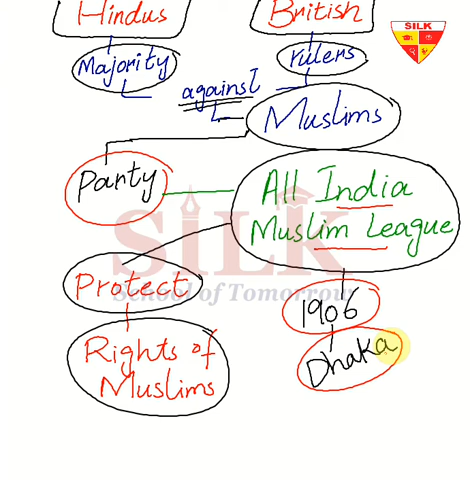 Hindus
British
SILK
Majority
rulers
against
Muslims
Party
All India
Muslim League
SILK
School of Tomorrow
Protect
1906
Rights of
Muslims
Dhaka